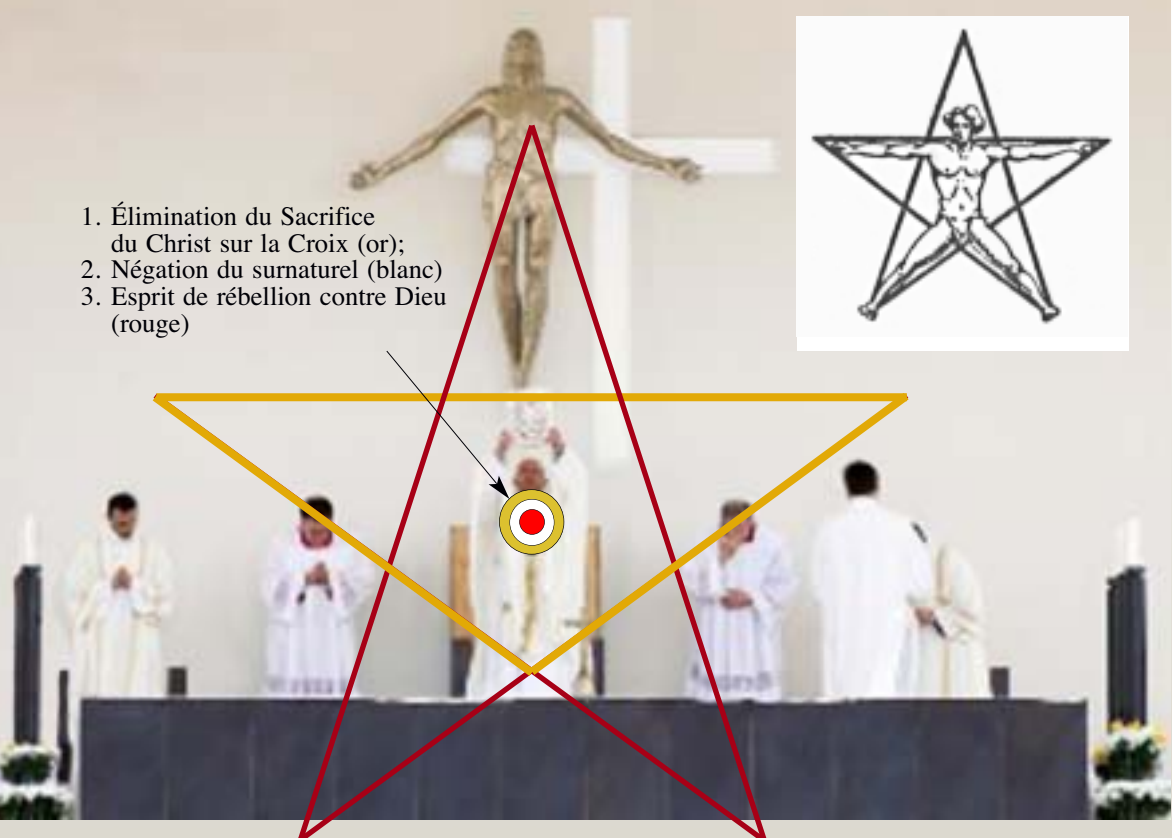 1. Élimination du Sacrifice
du Christ sur la Croix (or);
2. Négation du surnaturel (blanc)
3. Esprit de rébellion contre Dieu
(rouge)